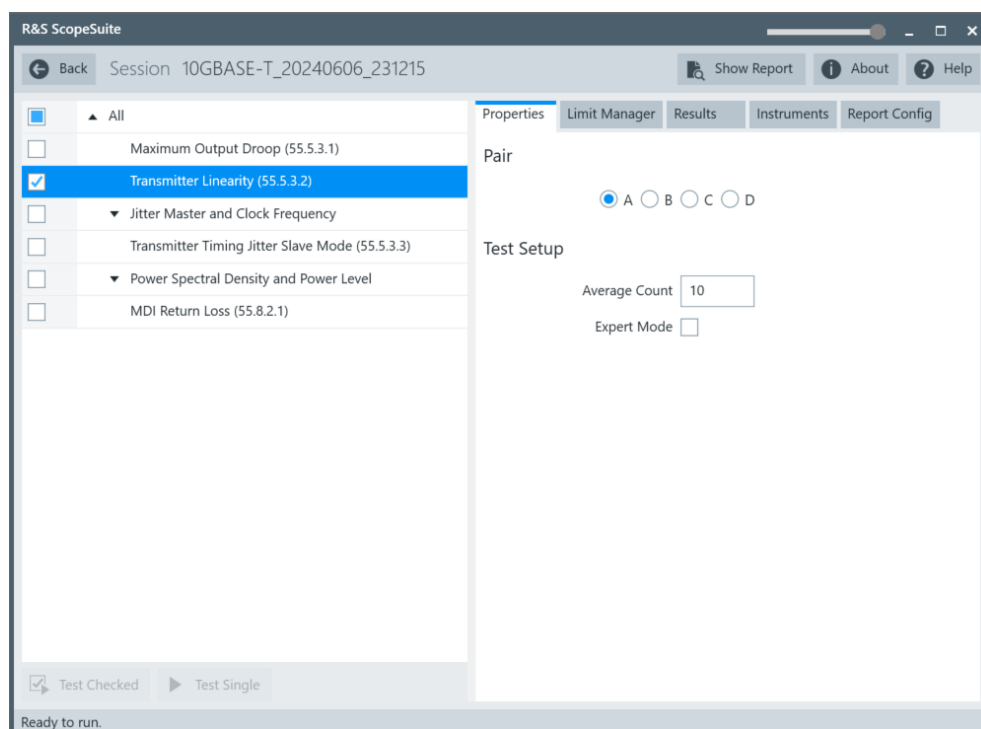 R&S ScopeSuite
Back Session 10GBASE-T_20240606_231215 Show Report About Help
All
Maximum Output Droop (55.5.3.1)
Transmitter Linearity (55.5.3.2)
Jitter Master and Clock Frequency
Transmitter Timing Jitter Slave Mode (55.5.3.3)
Power Spectral Density and Power Level
MDI Return Loss (55.8.2.1)
Properties Limit Manager Results Instruments Report Config
Pair
A B C D
Test Setup
Average Count 10
Expert Mode
Test Checked Test Single
Ready to run.